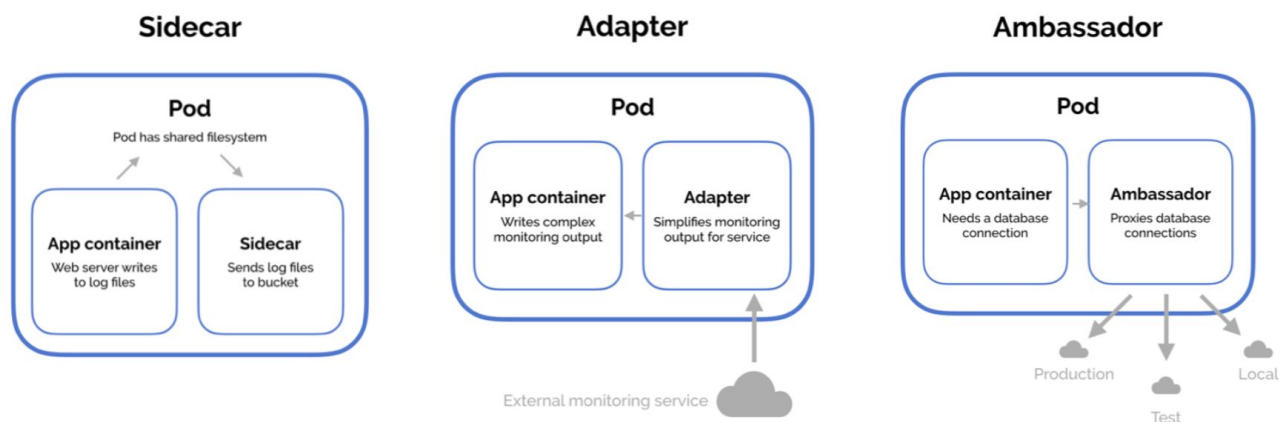 Sidecar
Pod
Pod has shared filesystem
App container
Web server writes
to log files
Sidecar
Sends log files
to bucket
Adapter
Pod
App container
Writes complex
monitoring output
Adapter
Simplifies monitoring
output for service
External monitoring service
Ambassador
Pod
App container
Needs a database
connection
Ambassador
Proxies database
connections
Production
Test
Local